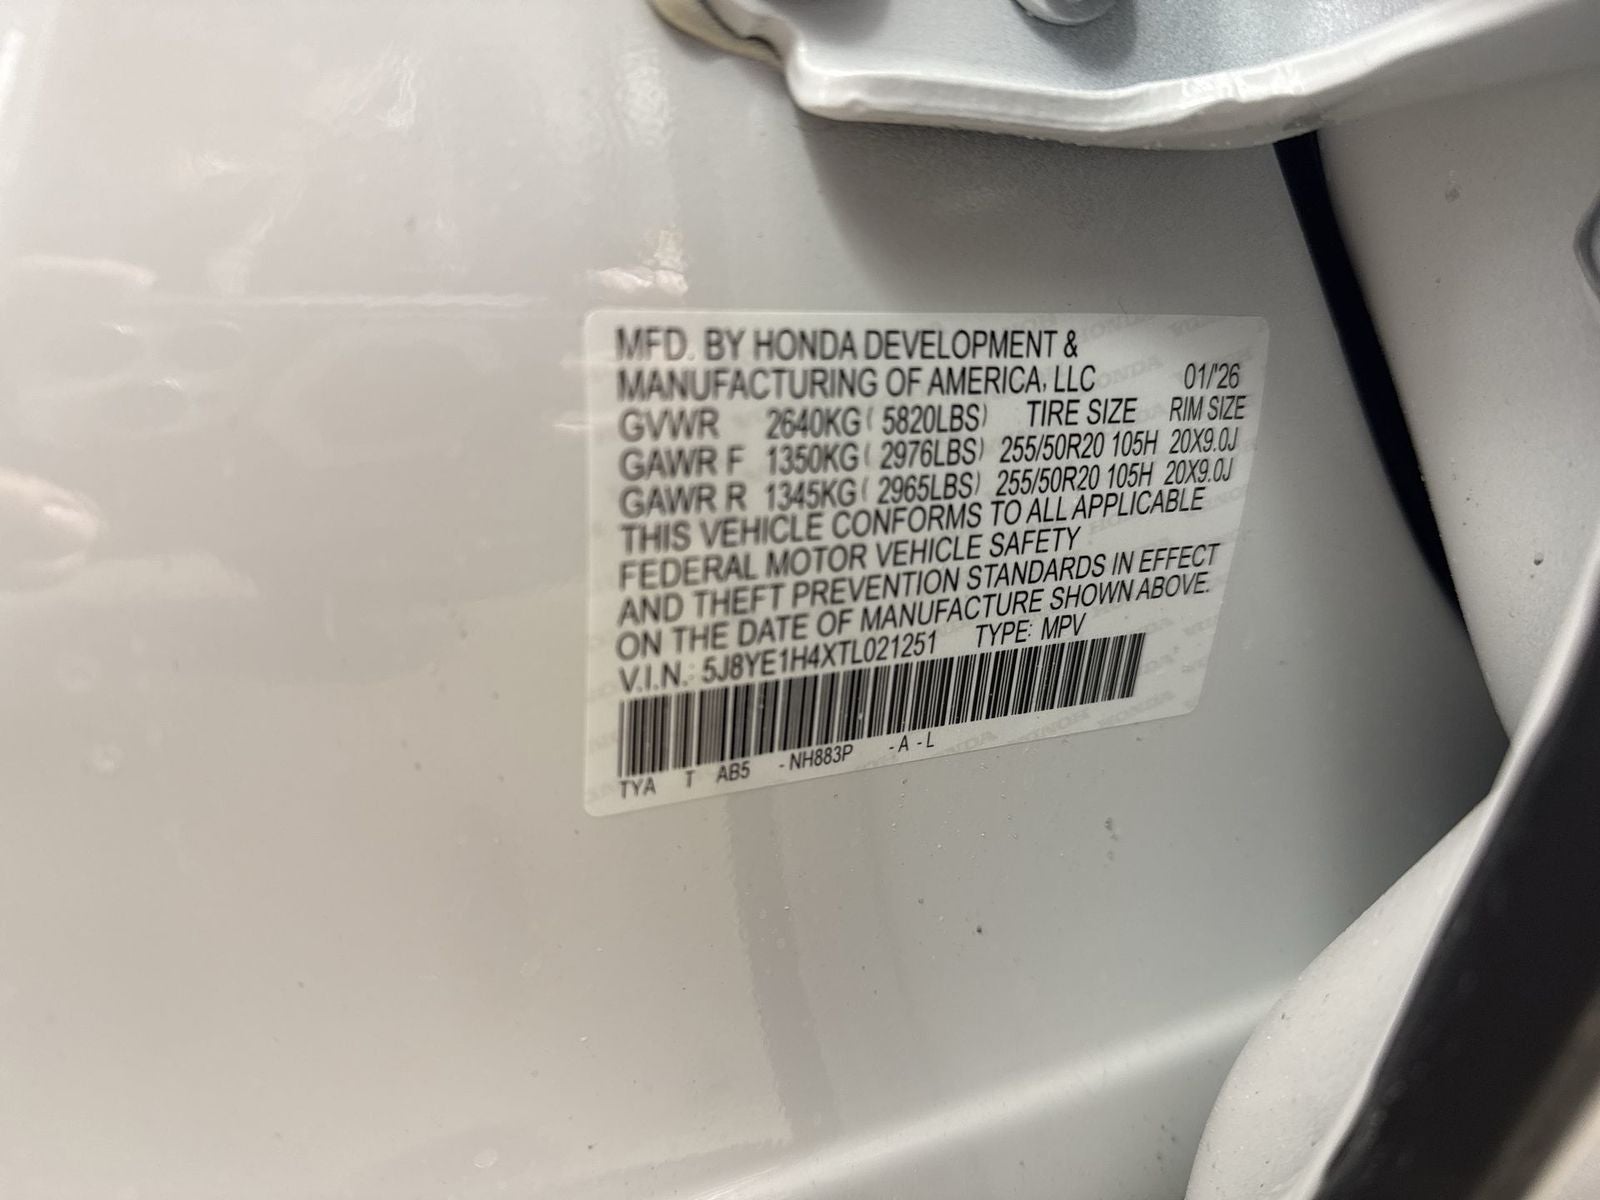 MFD. BY HONDA DEVELOPMENT &
MANUFACTURING OF AMERICA, LLC 01/'26
GVWR 2640KG ( 5820LBS) TIRE SIZE RIM SIZE
GAWR F 1350KG ( 2976LBS) 255/50R20 105H 20X9.0J
GAWR R 1345KG ( 2965LBS) 255/50R20 105H 20X9.0J
THIS VEHICLE CONFORMS TO ALL APPLICABLE
FEDERAL MOTOR VEHICLE SAFETY
AND THEFT PREVENTION STANDARDS IN EFFECT
ON THE DATE OF MANUFACTURE SHOWN ABOVE.
V.I.N.: 5J8YE1H4XTL021251 TYPE: MPV
TYA T AB5 -NH883P -A -L